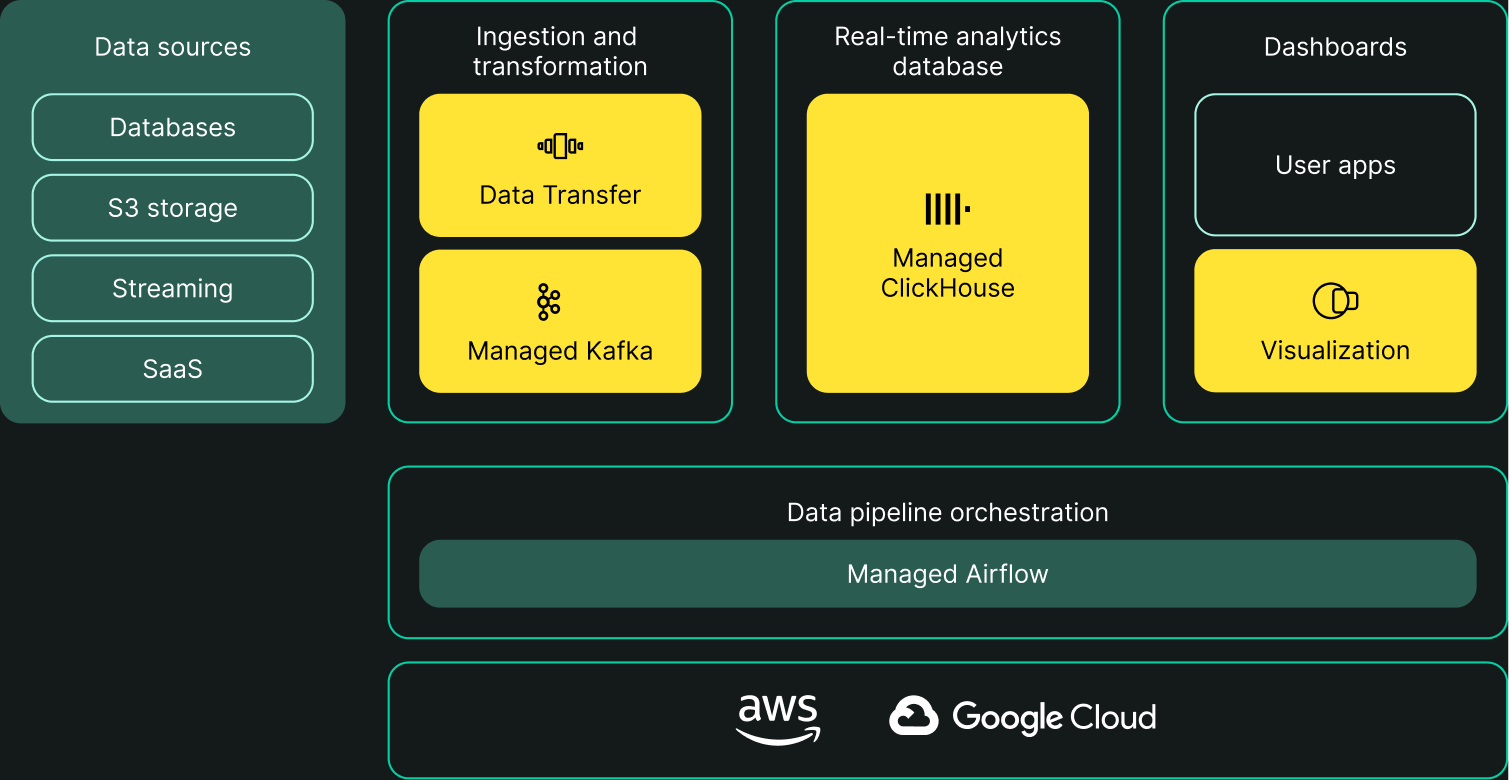 Data sources
Databases
S3 storage
Streaming
SaaS
Ingestion and
transformation
Data Transfer
Managed Kafka
Real-time analytics
database
Managed
ClickHouse
Dashboards
User apps
Visualization
Data pipeline orchestration
Managed Airflow
aws
Google Cloud